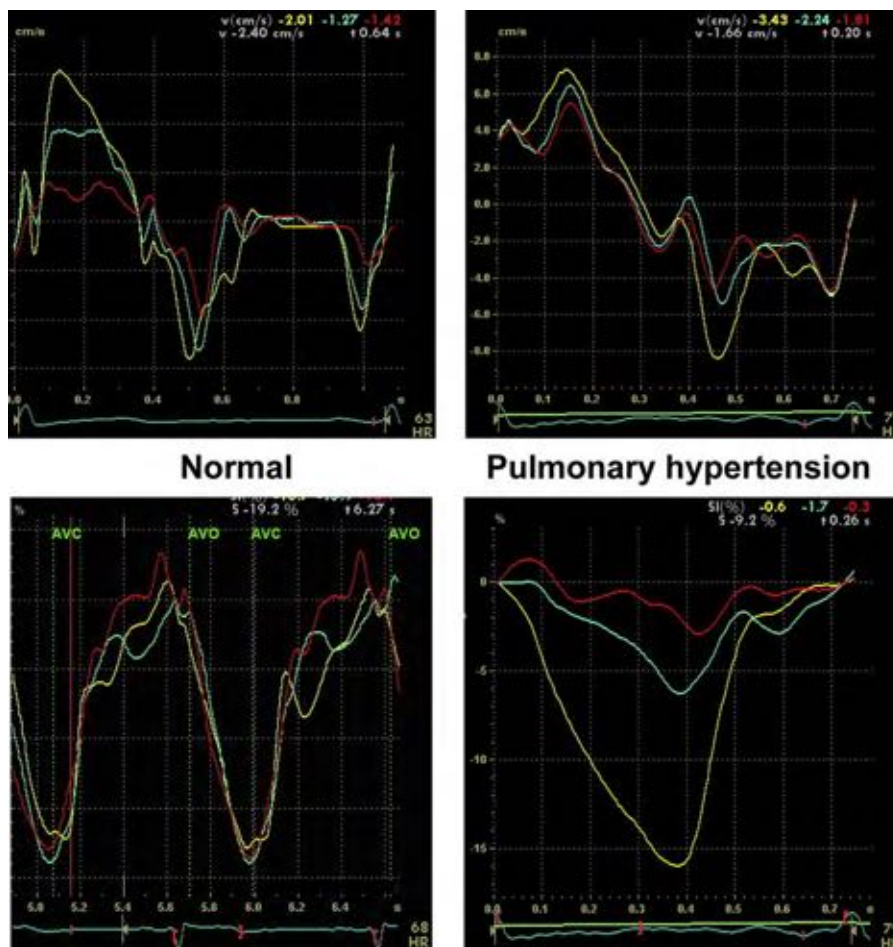 v(cm/s) -2.01 -1.27 -1.42
cm/s v -2.40 cm/s t 0.64 s
0.0 0.2 0.4 0.6 0.8 s
63
HR
v(cm/s) -3.43 -2.24 -1.81
cm/s v -1.66 cm/s t 0.20 s
8.0
6.0
4.0
2.0
0.0
-2.0
-4.0
-6.0
-8.0
0.0 0.1 0.2 0.3 0.4 0.5 0.6 0.7 s
7
Normal
Pulmonary hypertension
% S -19.2 % t 6.27 s
AVC AVO AVC AVO
5.0 5.4 5.8 6.0 6.4 s
68
HR
SI(%) -0.6 -1.7 -0.3
% S -9.2 % t 0.26 s
0
-5
-10
-15
0.0 0.1 0.2 0.3 0.4 0.5 0.6 0.7 s